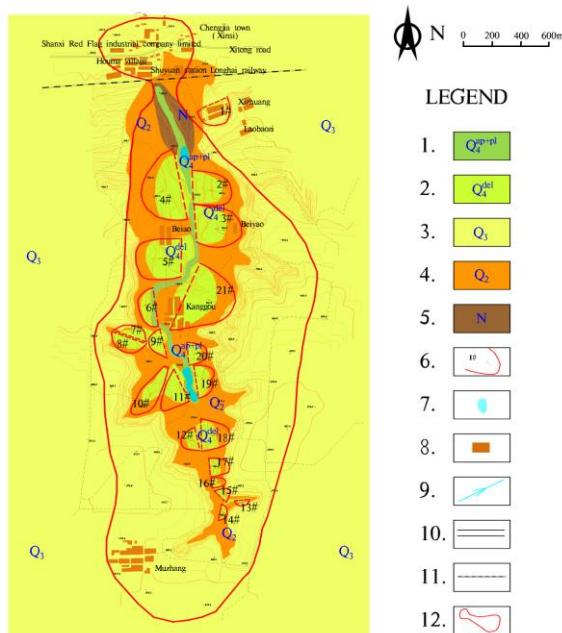 Chengjia town
(Xinsi)
Shanxi Red Flag industrial company limited
Xitong road
Shuyuan station Longhai railway
N
0 200 400 600m
LEGEND
1. Q₄ᵃᵖ⁺ᵖˡ
2. Q₄ᵈᵉˡ
3. Q₃
4. Q₂
5. N
6. 1#
7.
8.
9.
10.
11.
12.
Q₂
N
1#
Xizhuang
Laobaozi
Q₃
Q₄ᵃᵖ⁺ᵖˡ
4#
2#
Q₄ᵈᵉˡ
3#
Beiao
Beiyao
Q₄ᵈᵉˡ
5#
Q₃
6#
21#
Kanggou
7#
8#
9#
Q₄ᵃᵖ⁺ᵖˡ
20#
10#
11#
19#
Q₂
12#
Q₄ᵈᵉˡ
18#
17#
16#
15#
13#
14#
Q₂
Q₃
Q₃
Muzhang